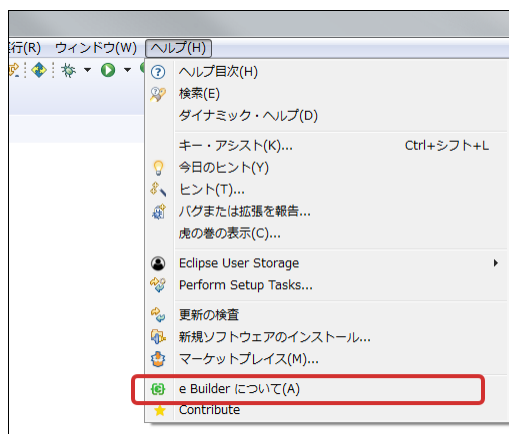 行(R) ウィンドウ(W) ヘルプ(H)
ヘルプ目次(H)
検索(E)
ダイナミック・ヘルプ(D)
キー・アシスト(K)... Ctrl+シフト+L
今日のヒント(Y)
ヒント(T)...
バグまたは拡張を報告...
虎の巻の表示(C)...
Eclipse User Storage
Perform Setup Tasks...
更新の検査
新規ソフトウェアのインストール...
マーケットプレイス(M)...
e Builder について(A)
Contribute